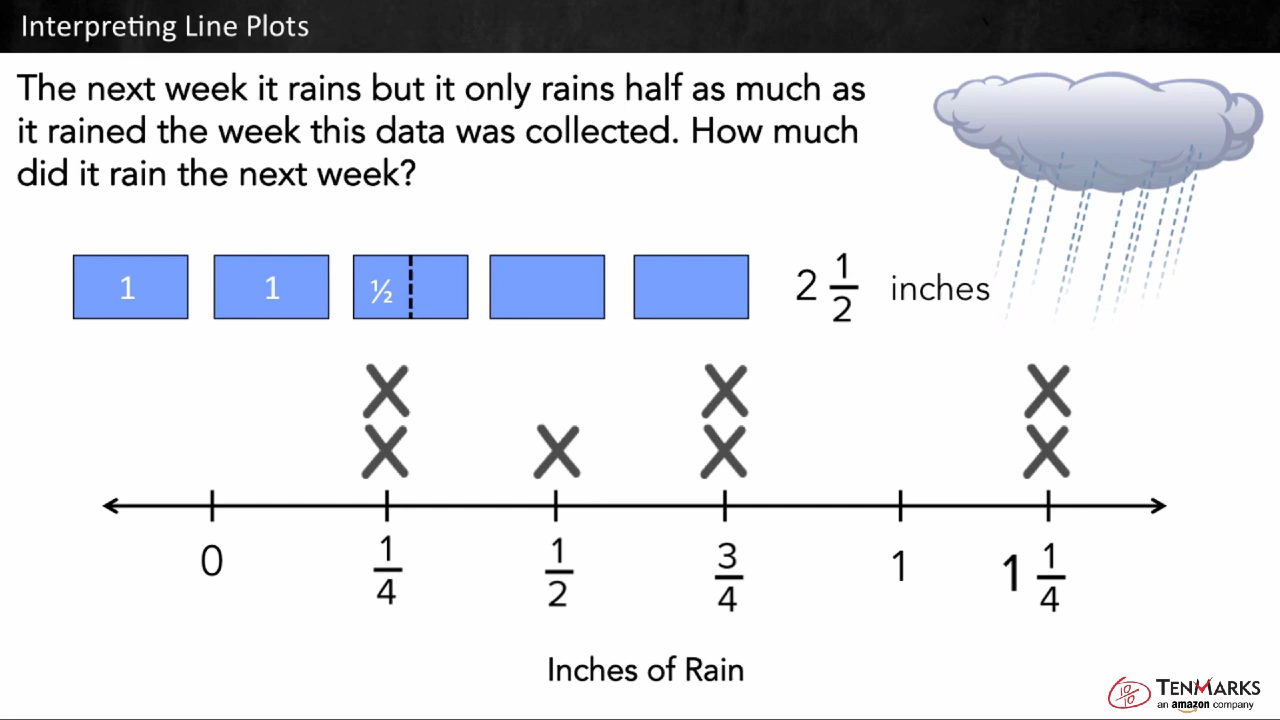 Interpreting Line Plots
The next week it rains but it only rains half as much as
it rained the week this data was collected. How much
did it rain the next week?
1 1 ½ 2 1/2 inches
X X X
X X X X
0 1/4 1/2 3/4 1 1 1/4
Inches of Rain
10/10 TENMARKS
an amazon company